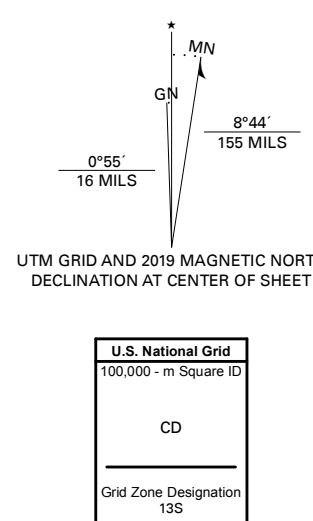 ★
MN
GN
8°44´
155 MILS
0°55´
16 MILS
UTM GRID AND 2019 MAGNETIC NORT
DECLINATION AT CENTER OF SHEET
U.S. National Grid
100,000 - m Square ID
CD
Grid Zone Designation
13S